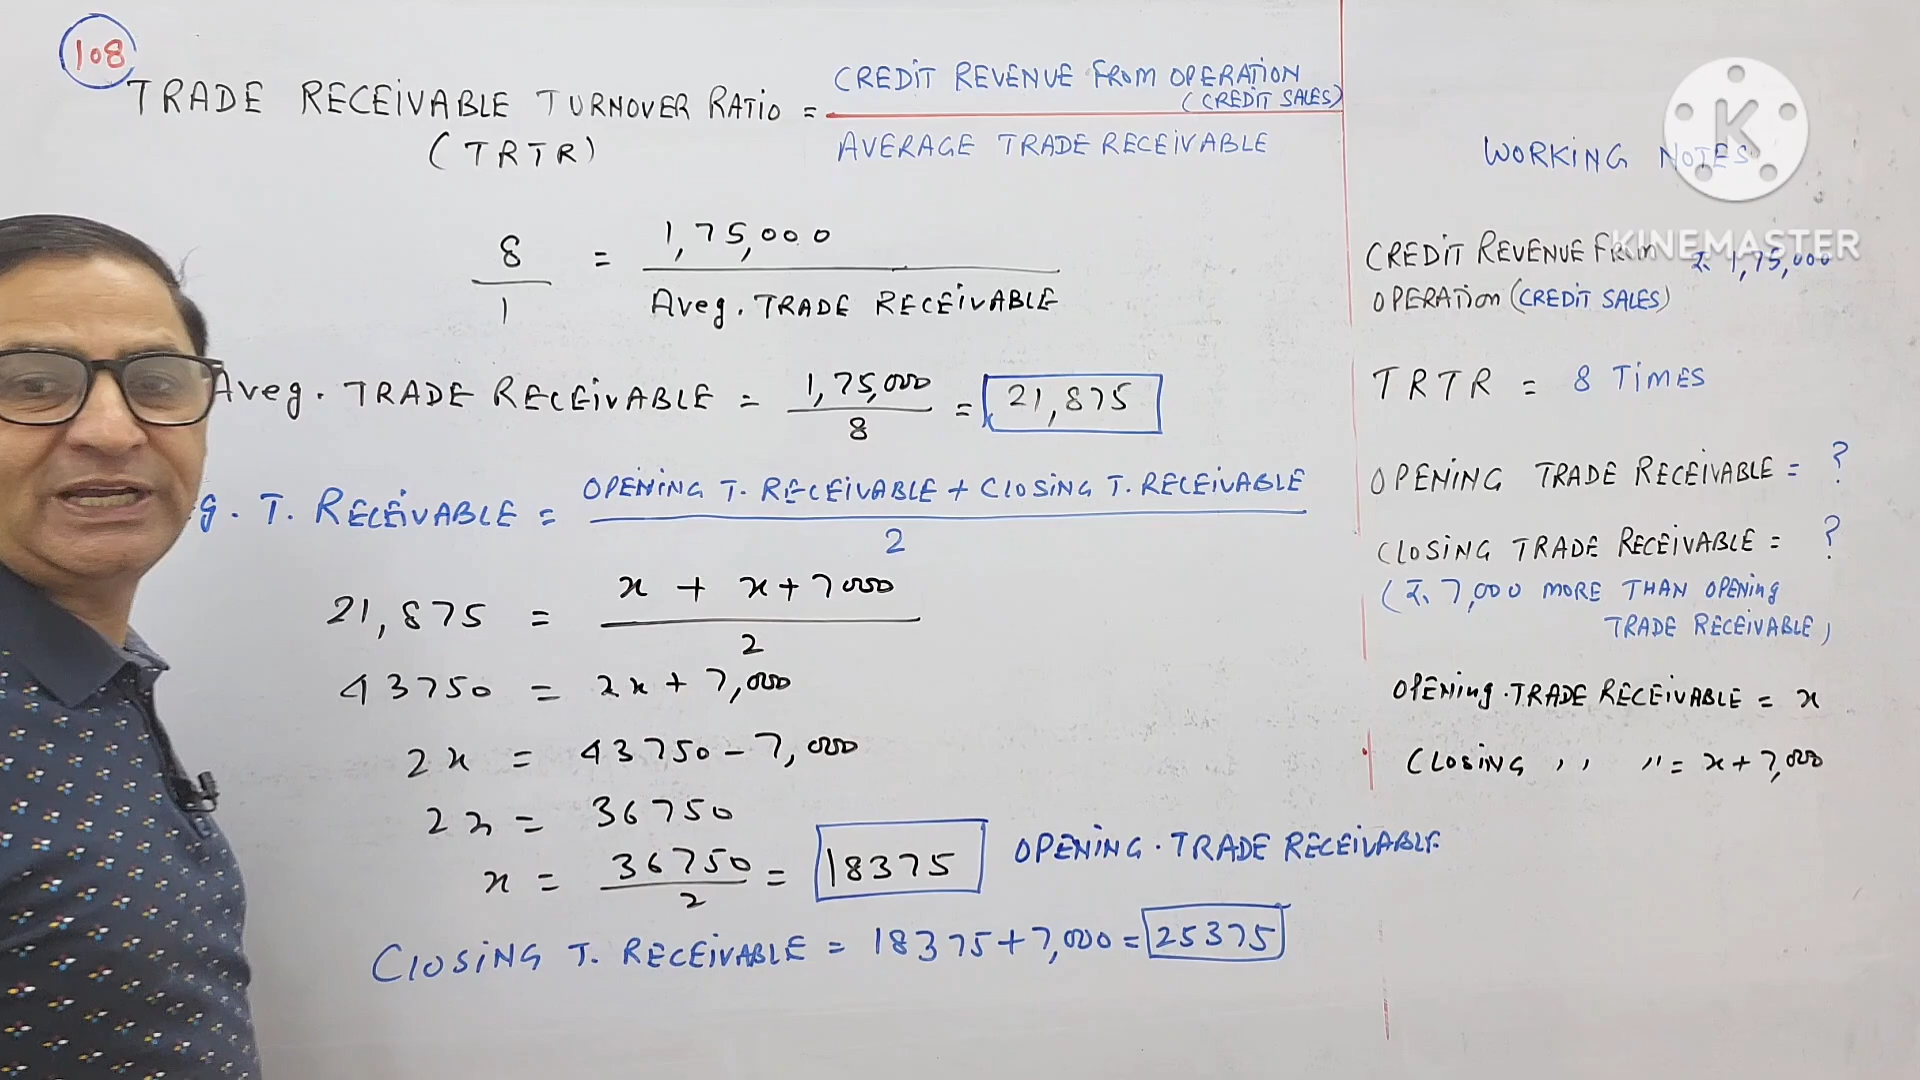 108
TRADE RECEIVABLE TURNOVER RATIO = CREDIT REVENUE FROM OPERATION (CREDIT SALES)
(TRTR)
AVERAGE TRADE RECEIVABLE
8 / 1 = 1,75,000 / Aveg. TRADE RECEIVABLE
Aveg. TRADE RECEIVABLE = 1,75,000 / 8 = 21,875
g. T. RECEIVABLE = OPENING T. RECEIVABLE + CLOSING T. RECEIVABLE / 2
21,875 = x + x + 7000 / 2
43750 = 2x + 7,000
2x = 43750 - 7,000
2x = 36750
x = 36750 / 2 = 18375 OPENING. TRADE RECEIVABLE
CLOSING T. RECEIVABLE = 18375 + 7,000 = 25375
WORKING NOTES
K
KINEMASTER
CREDIT REVENUE FROM ₹. 1,75,000
OPERATION (CREDIT SALES)
TRTR = 8 TIMES
OPENING TRADE RECEIVABLE = ?
CLOSING TRADE RECEIVABLE = ?
(₹. 7,000 MORE THAN OPENING
TRADE RECEIVABLE)
OPENING. TRADE RECEIVABLE = x
CLOSING ,, ,, = x + 7,000